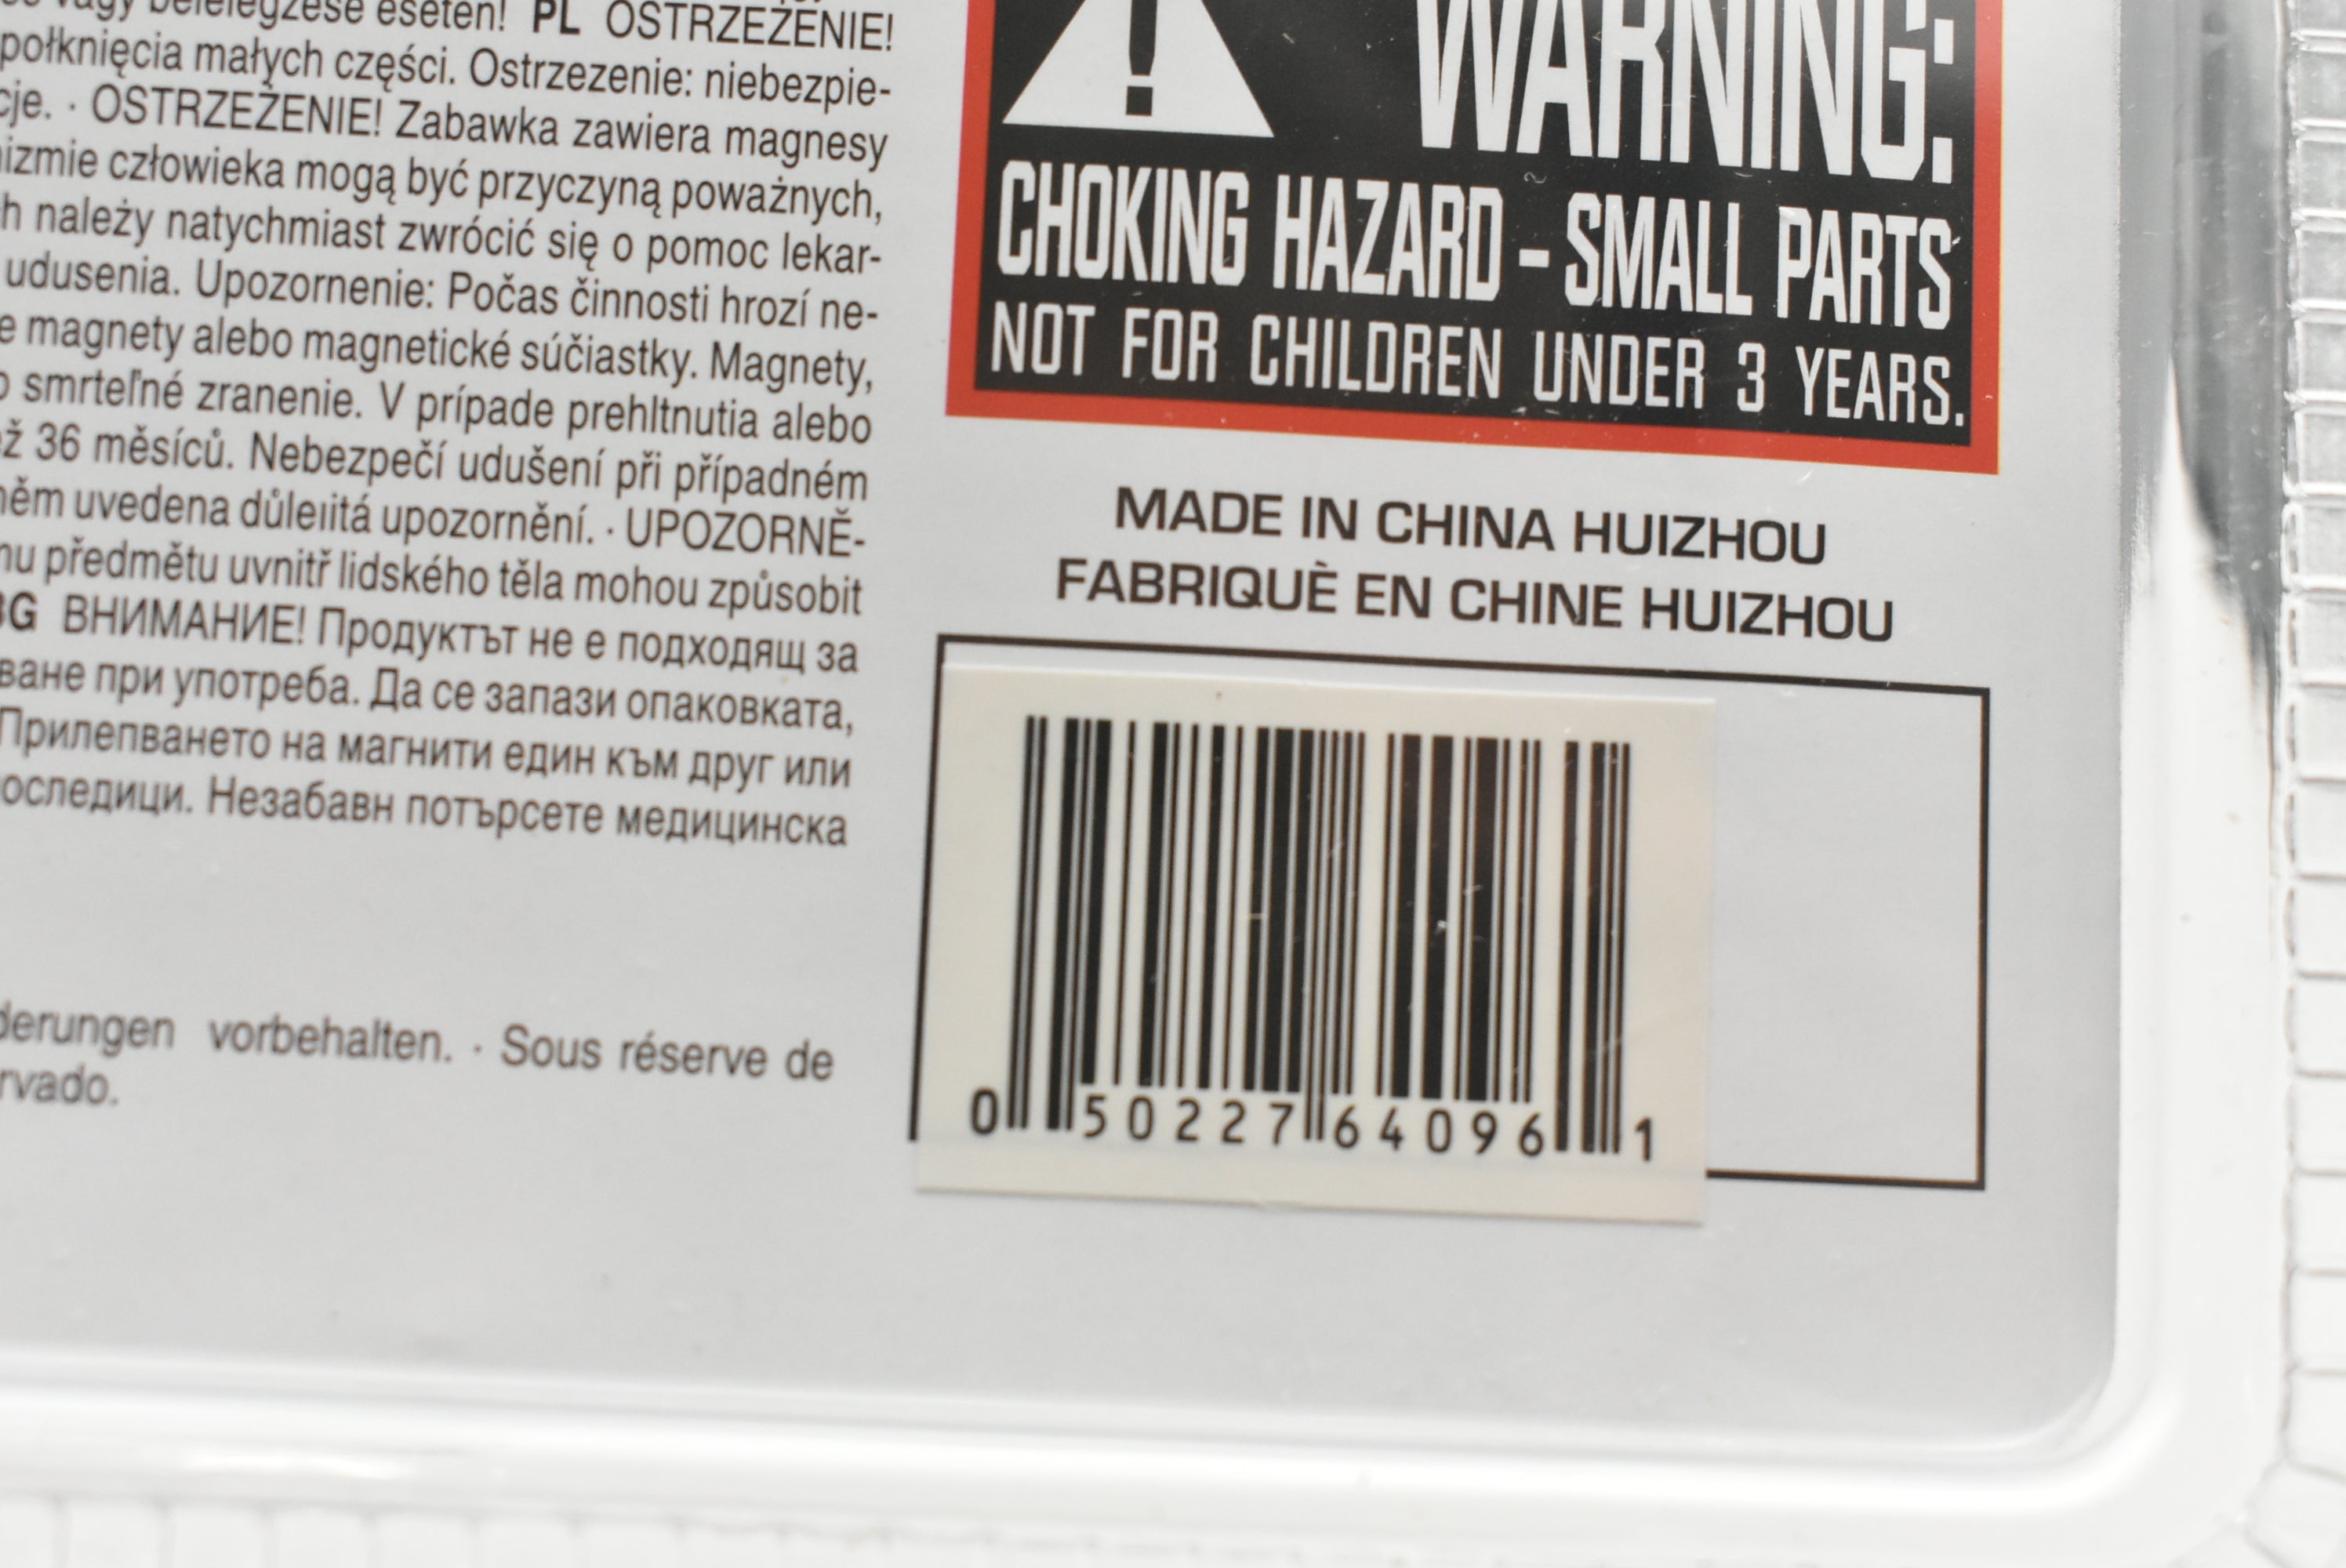 vagy belélegzése esetén! PL OSTRZEŻENIE!
połknięcia małych części. Ostrzezenie: niebezpie-
cje. · OSTRZEŻENIE! Zabawka zawiera magnesy
nizmie człowieka mogą być przyczyną poważnych,
h należy natychmiast zwrócić się o pomoc lekar-
udusenia. Upozornenie: Počas činnosti hrozí ne-
e magnety alebo magnetické súčiastky. Magnety,
o smrteľné zranenie. V prípade prehltnutia alebo
ež 36 měsíců. Nebezpečí udušení při případném
něm uvedena důleıitá upozornění. · UPOZORNĚ-
mu předmětu uvnitř lidského těla mohou způsobit
BG ВНИМАНИЕ! Продуктът не е подходящ за
ване при употреба. Да се запази опаковката,
Прилепването на магнити един към друг или
последици. Незабавн потърсете медицинска
derungen vorbehalten. · Sous réserve de
rvado.
WARNING:
CHOKING HAZARD - SMALL PARTS
NOT FOR CHILDREN UNDER 3 YEARS.
MADE IN CHINA HUIZHOU
FABRIQUÈ EN CHINE HUIZHOU
0 50227 64096 1